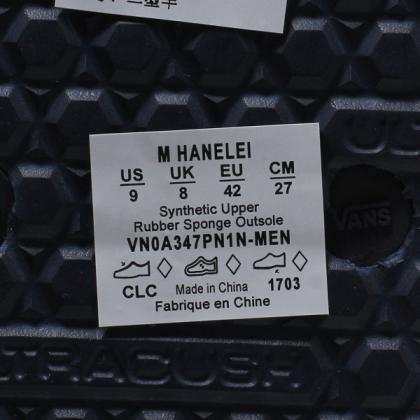 M HANELEI
US UK EU CM
9 8 42 27
Synthetic Upper
Rubber Sponge Outsole
VN0A347PN1N-MEN
CLC Made in China 1703
Fabrique en Chine
VANS